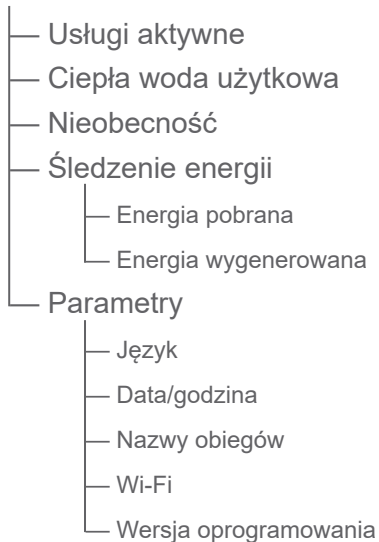 Usługi aktywne
Ciepła woda użytkowa
Nieobecność
Śledzenie energii
Energia pobrana
Energia wygenerowana
Parametry
Język
Data/godzina
Nazwy obiegów
Wi-Fi
Wersja oprogramowania